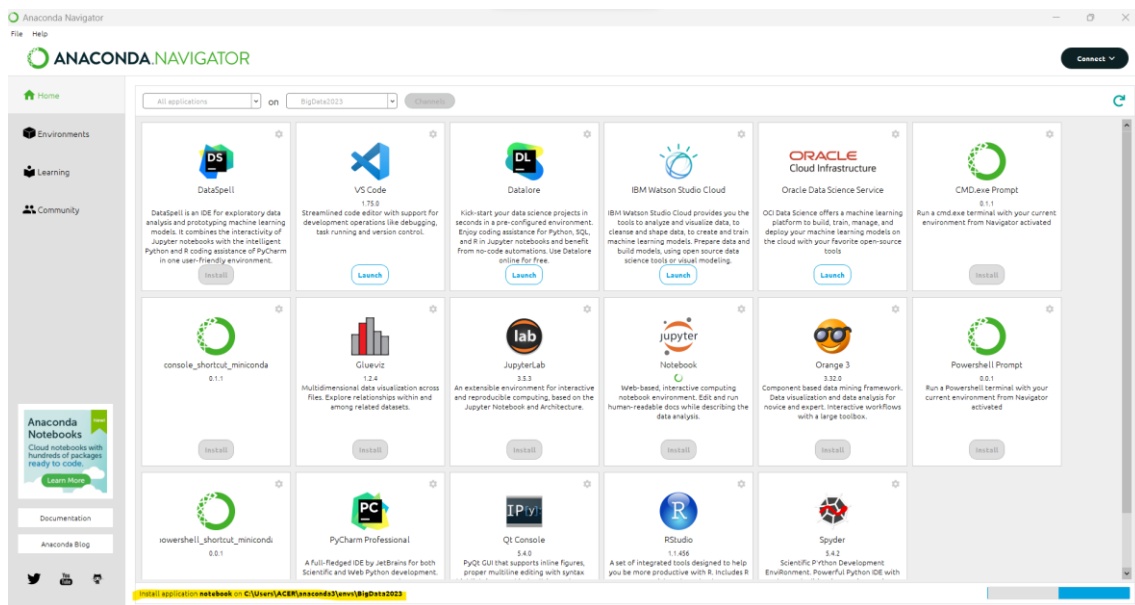 Anaconda Navigator
File Help
ANACONDA.NAVIGATOR
Connect
Home
All applications
on
BigData2023
Channels
Environments
Learning
Community
DS
DataSpell
DataSpell is an IDE for exploratory data
analysis and prototyping machine learning
models. It combines the interactivity of
Jupyter notebooks with the intelligent
Python and R coding assistance of PyCharm
in one user-friendly environment.
Install
VS Code
1.75.0
Streamlined code editor with support for
development operations like debugging,
task running and version control.
Launch
DL
Datalore
Kick-start your data science projects in
seconds in a pre-configured environment.
Enjoy coding assistance for Python, SQL,
and R in Jupyter notebooks and benefit
from no-code automations. Use Datalore
online for free.
Launch
IBM Watson Studio Cloud
IBM Watson Studio Cloud provides you the
tools to analyze and visualize data, to
cleanse and shape data, to create and train
machine learning models. Prepare data and
build models, using open source data
science tools or visual modeling.
Launch
ORACLE
Cloud Infrastructure
Oracle Data Science Service
OCI Data Science offers a machine learning
platform to build, train, manage, and
deploy your machine learning models on
the cloud with your favorite open-source
tools
Launch
CMD.exe Prompt
0.1.1
Run a cmd.exe terminal with your current
environment from Navigator activated
Install
console_shortcut_miniconda
0.1.1
Install
Glueviz
1.2.4
Multidimensional data visualization across
files. Explore relationships within and
among related datasets.
Install
lab
JupyterLab
3.5.3
An extensible environment for interactive
and reproducible computing, based on the
Jupyter Notebook and Architecture.
Install
jupyter
Notebook
Web-based, interactive computing
notebook environment. Edit and run
human-readable docs while describing the
data analysis.
Install
Orange 3
3.32.0
Component based data mining framework.
Data visualization and data analysis for
novice and expert. Interactive workflows
with a large toolbox.
Install
Powershell Prompt
0.0.1
Run a Powershell terminal with your
current environment from Navigator
activated
Install
Anaconda
Notebooks
Cloud notebooks with
hundreds of packages
ready to code.
Learn More
Documentation
Anaconda Blog
You
Tube
owershell_shortcut_minicond
0.0.1
PC
PyCharm Professional
A full-fledged IDE by JetBrains for both
Scientific and Web Python development.
IP[y]:
Qt Console
5.4.0
PyQt GUI that supports inline figures,
proper multiline editing with syntax
R
RStudio
1.1.456
A set of integrated tools designed to help
you be more productive with R. Includes R
Spyder
5.4.2
Scientific PYthon Development
EnviRonment. Powerful Python IDE with
Install application notebook on C:\Users\ACER\anaconda3\envs\BigData2023